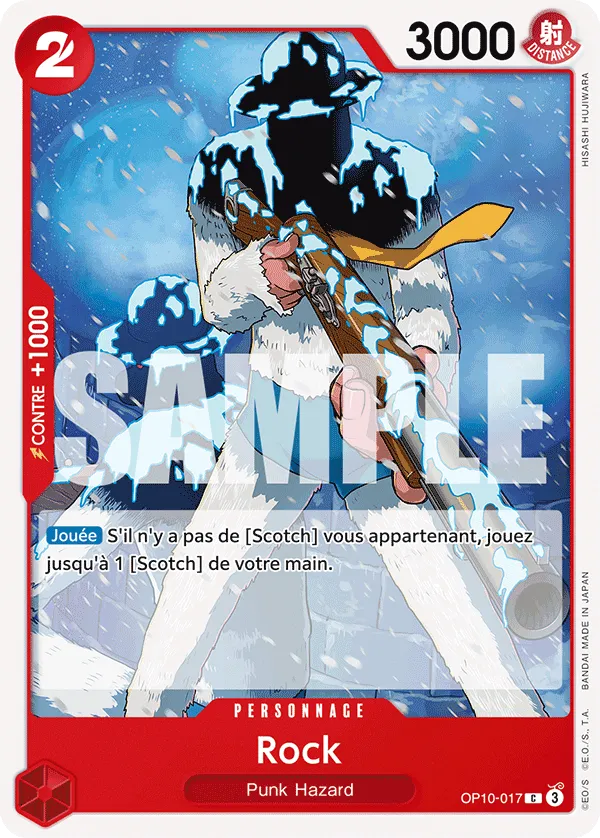 2
3000
射
DISTANCE
HISASHI HUJIWARA
CONTRE +1000
SAMPLE
Jouée S'il n'y a pas de [Scotch] vous appartenant, jouez
jusqu'à 1 [Scotch] de votre main.
PERSONNAGE
Rock
Punk Hazard
OP10-017 C 3
©EO/S ©E.O./S., T.A. BANDAI MADE IN JAPAN